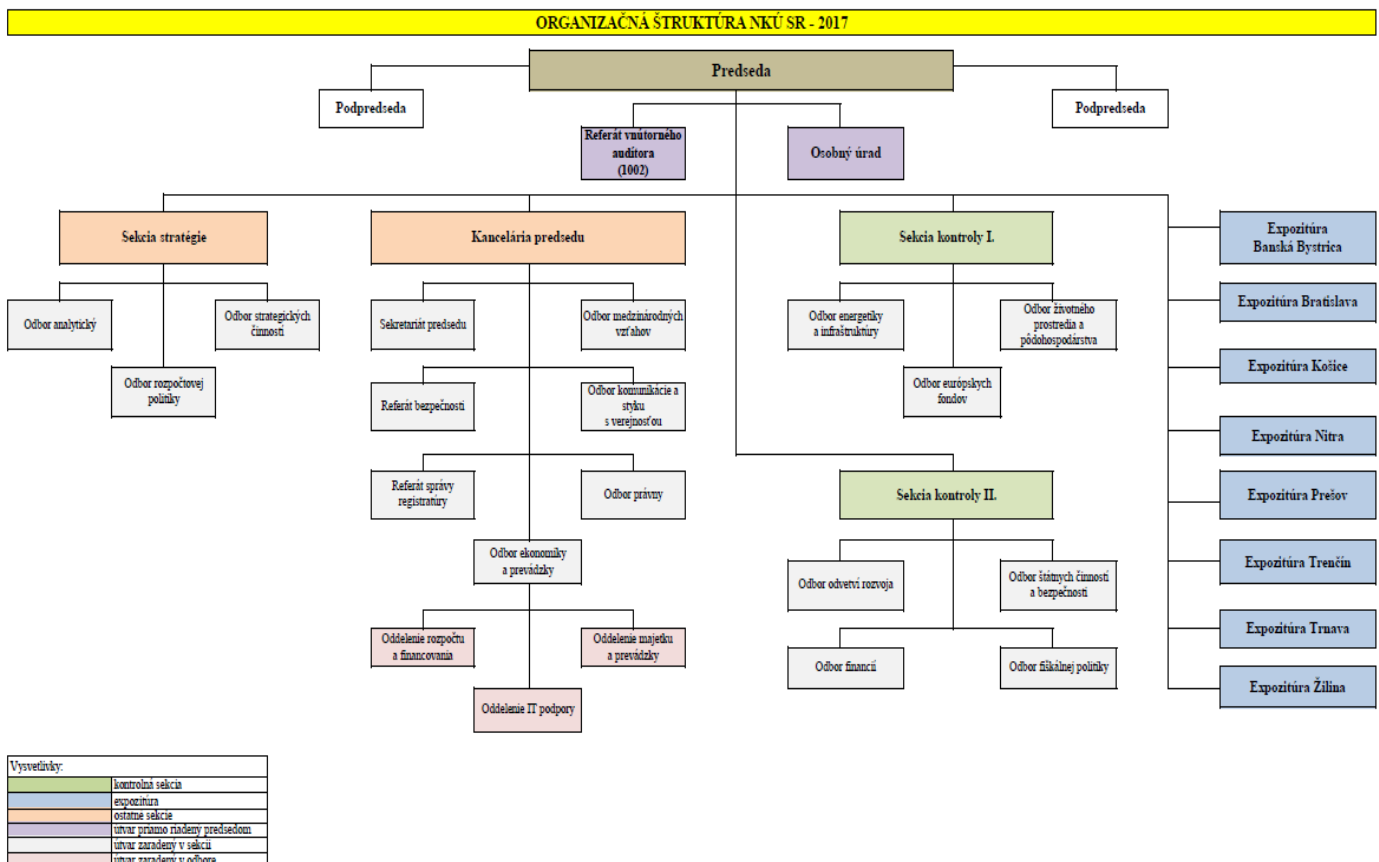 ORGANIZAČNÁ ŠTRUKTÚRA NKÚ SR - 2017
Predseda
Podpredseda
Podpredseda
Referát vnútorného
audítora
(1002)
Osobný úrad
Sekcia stratégie
Kancelária predsedu
Sekcia kontroly I.
Expozitúra
Banská Bystrica
Odbor analytický
Odbor strategických
činností
Odbor rozpočtovej
politiky
Sekretariát predsedu
Odbor medzinárodných
vzťahov
Referát bezpečnosti
Odbor komunikácie a
styku
s verejnosťou
Referát správy
registratúry
Odbor právny
Odbor ekonomiky
a prevádzky
Oddelenie rozpočtu
a financovania
Oddelenie majetku
a prevádzky
Oddelenie IT podpory
Odbor energetiky
a infraštruktúry
Odbor životného
prostredia a
pôdohospodárstva
Odbor európskych
fondov
Sekcia kontroly II.
Odbor odvetví rozvoja
Odbor štátnych činností
a bezpečnosti
Odbor financií
Odbor fiškálnej politiky
Expozitúra Bratislava
Expozitúra Košice
Expozitúra Nitra
Expozitúra Prešov
Expozitúra Trenčín
Expozitúra Trnava
Expozitúra Žilina
Vysvetlivky:
kontrolná sekcia
expozitúra
ostatné sekcie
útvar priamo riadený predsedom
útvar zaradený v sekcii
útvar zaradený v odbore